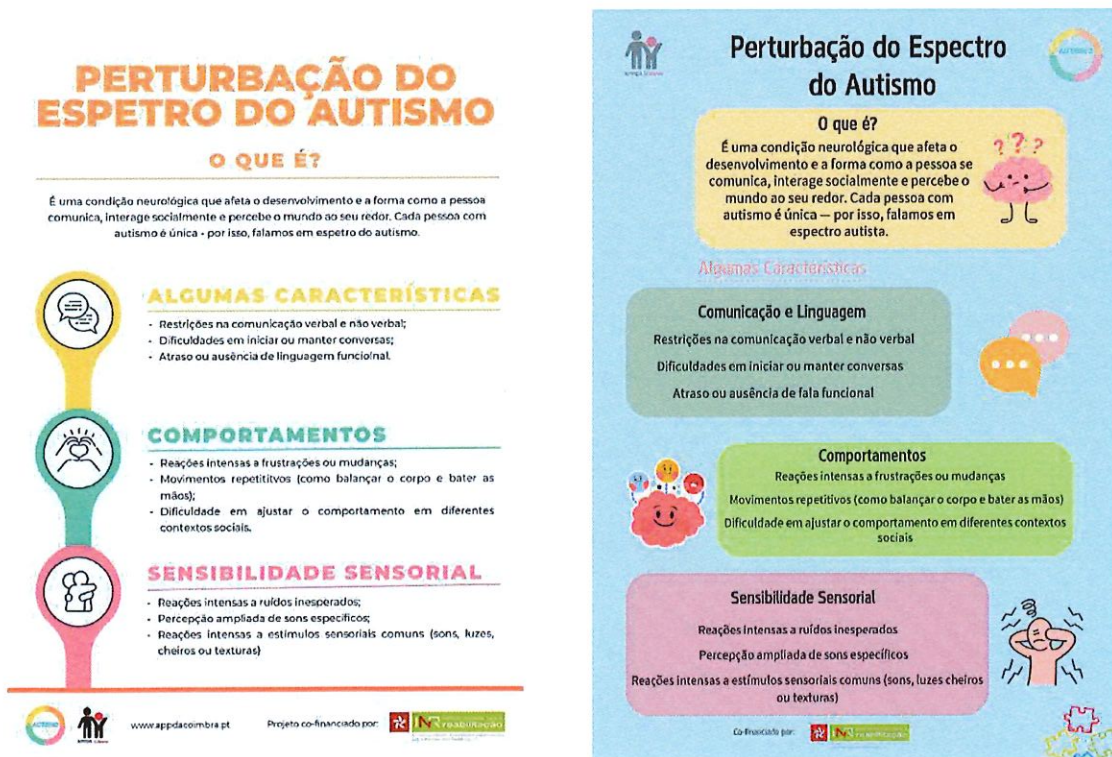 PERTURBAÇÃO DO
ESPETRO DO AUTISMO
O QUE É?
É uma condição neurológica que afeta o desenvolvimento e a forma como a pessoa
comunica, interage socialmente e percebe o mundo ao seu redor. Cada pessoa com
autismo é única - por isso, falamos em espetro do autismo.
ALGUMAS CARACTERÍSTICAS
- Restrições na comunicação verbal e não verbal;
- Dificuldades em iniciar ou manter conversas;
- Atraso ou ausência de linguagem funcional.
COMPORTAMENTOS
- Reações intensas a frustrações ou mudanças;
- Movimentos repetititvos (como balançar o corpo e bater as
mãos);
- Dificuldade em ajustar o comportamento em diferentes
contextos sociais.
SENSIBILIDADE SENSORIAL
- Reações intensas a ruídos inesperados;
- Percepção ampliada de sons específicos;
- Reações intensas a estímulos sensoriais comuns (sons, luzes,
cheiros ou texturas)
www.appdacoimbra.pt
Projeto co-financiado por:
Perturbação do Espectro
do Autismo
O que é?
É uma condição neurológica que afeta o
desenvolvimento e a forma como a pessoa se
comunica, interage socialmente e percebe o
mundo ao seu redor. Cada pessoa com
autismo é única — por isso, falamos em
espectro autista.
???
Algumas Características
Comunicação e Linguagem
Restrições na comunicação verbal e não verbal
Dificuldades em iniciar ou manter conversas
Atraso ou ausência de fala funcional
Comportamentos
Reações intensas a frustrações ou mudanças
Movimentos repetitivos (como balançar o corpo e bater as mãos)
Dificuldade em ajustar o comportamento em diferentes contextos
sociais
Sensibilidade Sensorial
Reações intensas a ruídos inesperados
Percepção ampliada de sons específicos
Reações intensas a estímulos sensoriais comuns (sons, luzes cheiros
ou texturas)
Co-financiado por: